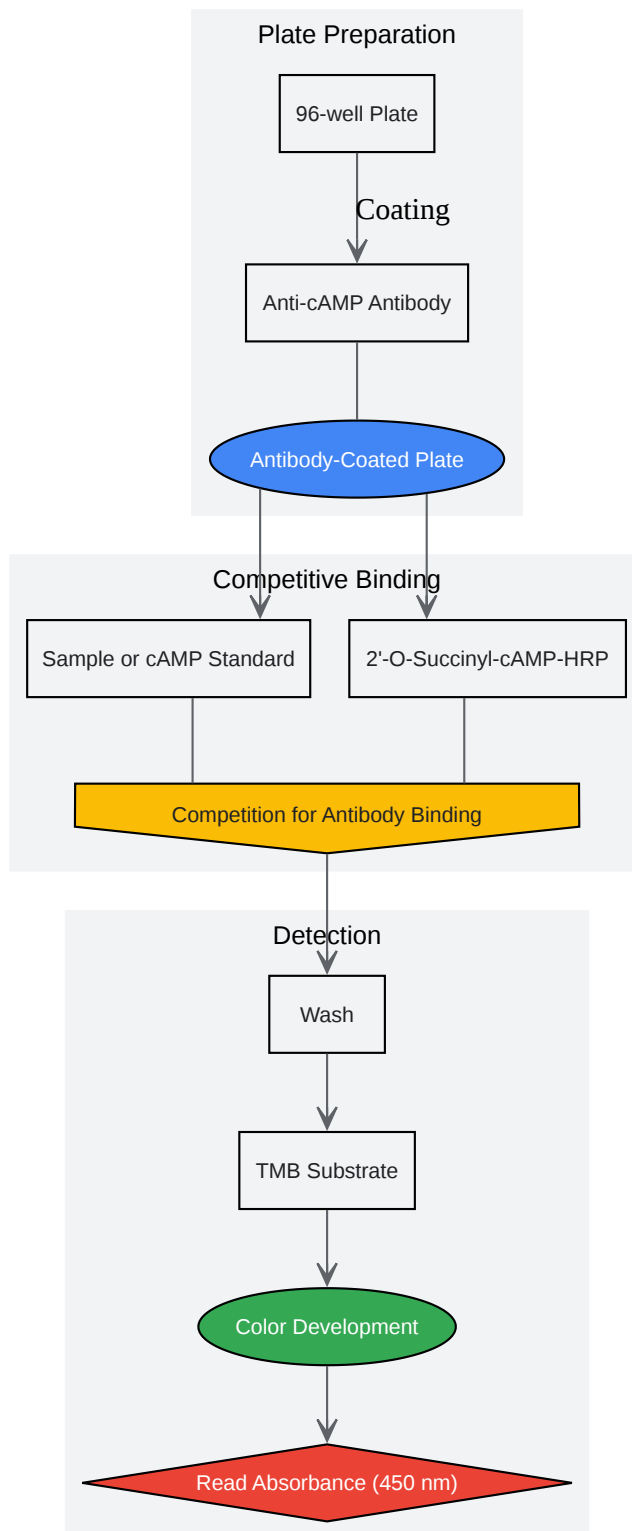 Plate Preparation
96-well Plate
Coating
Anti-cAMP Antibody
Antibody-Coated Plate
Competitive Binding
Sample or cAMP Standard
2'-O-Succinyl-cAMP-HRP
Competition for Antibody Binding
Detection
Wash
TMB Substrate
Color Development
Read Absorbance (450 nm)